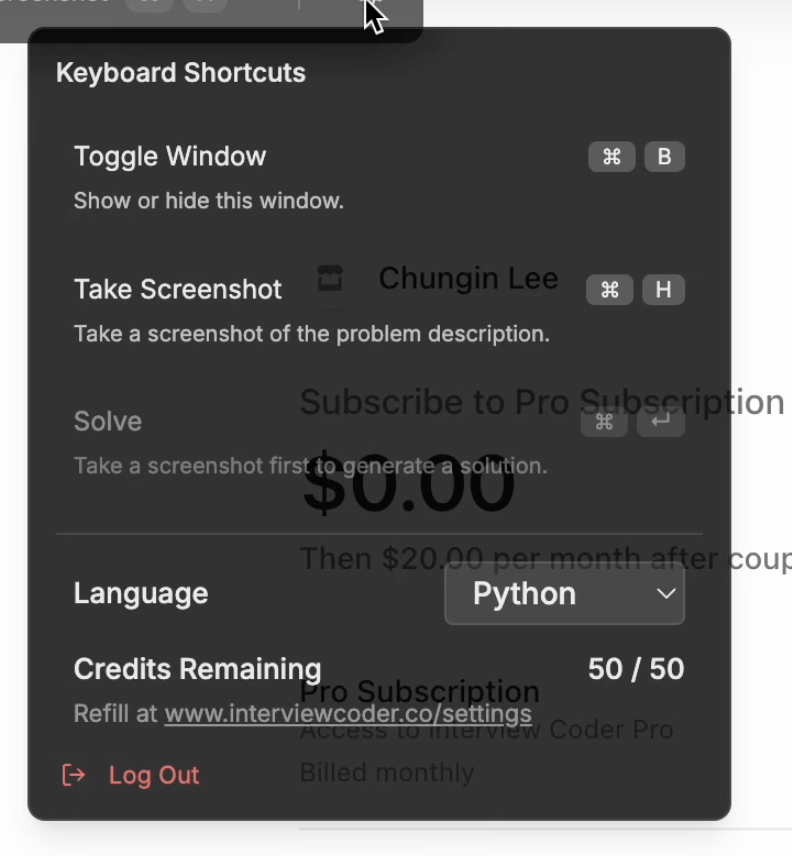 Keyboard Shortcuts
Toggle Window ⌘ B
Show or hide this window.
Chungin Lee
Take Screenshot ⌘ H
Take a screenshot of the problem description.
Subscribe to Pro Subscription
Solve ⌘ ↵
Take a screenshot first to generate a solution.
$0.00
Then $20.00 per month after coup
Language Python
Credits Remaining 50 / 50
Pro Subscription
Refill at www.interviewcoder.co/settings
Access to Interview Coder Pro
Log Out
Billed monthly